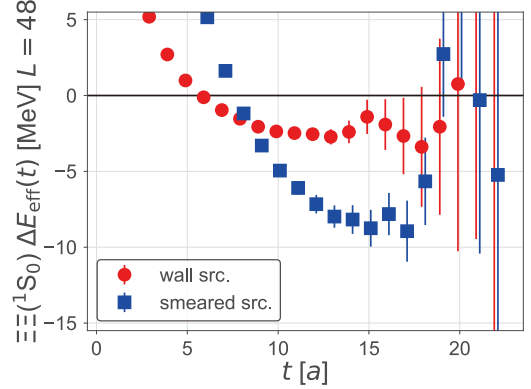 ΞΞ(¹S₀) ΔE_eff(t) [MeV] L = 48
5
0
−5
−10
−15
wall src.
smeared src.
0 5 10 15 20
t [a]